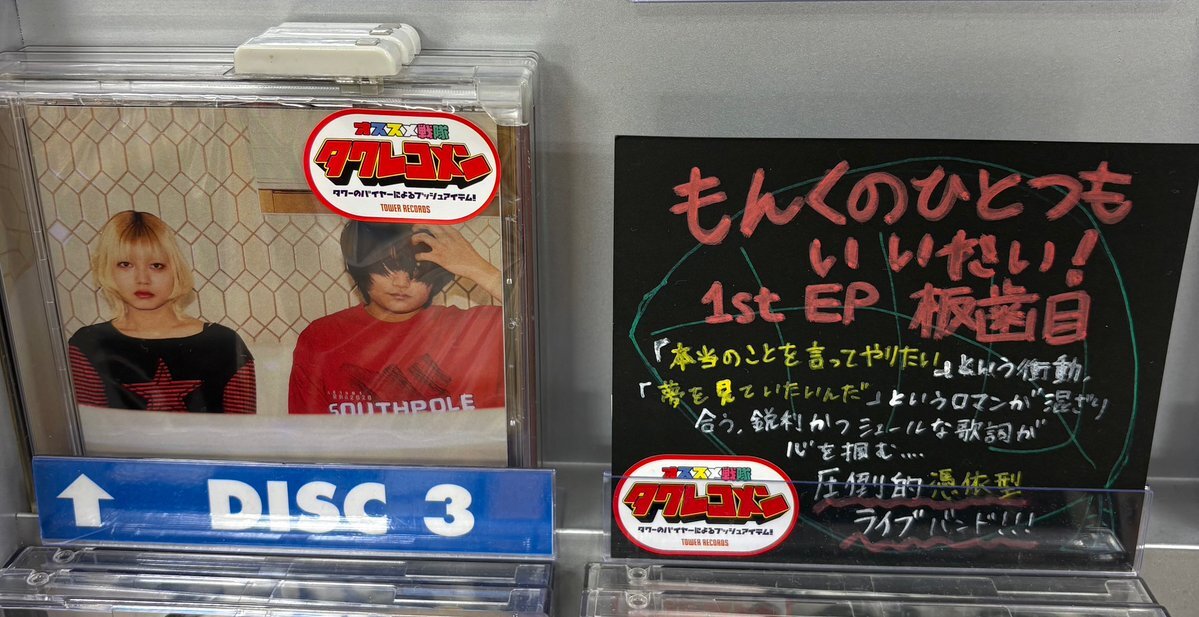 オススメ戦隊
タワレコメン
タワーのバイヤーによるプッシュアイテム!
TOWER RECORDS
SOUTHPOLE
↑ DISC 3
もんくのひとつも
いいたい!
1st EP 板歯目
『本当のことを言ってやりたい』という衝動、
「夢を見ていたいんだ」というロマンが混ざり
合う、鋭利かつシュールな歌詞が
心を掴む....
圧倒的憑依型
ライブバンド!!!
オススメ戦隊
タワレコメン
タワーのバイヤーによるプッシュアイテム!
TOWER RECORDS